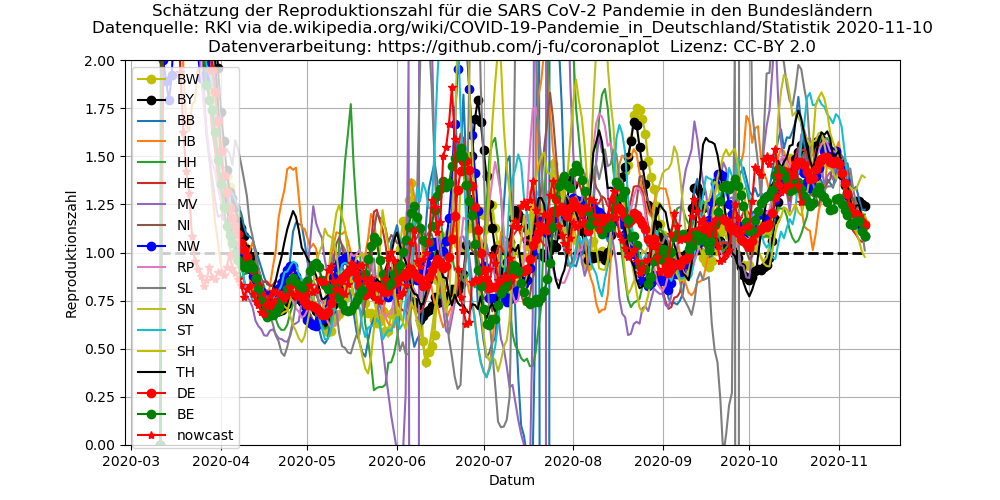 Schätzung der Reproduktionszahl für die SARS CoV-2 Pandemie in den Bundesländern
Datenquelle: RKI via de.wikipedia.org/wiki/COVID-19-Pandemie_in_Deutschland/Statistik 2020-11-10
Datenverarbeitung: https://github.com/j-fu/coronaplot  Lizenz: CC-BY 2.0
2.00
1.75
1.50
1.25
1.00
0.75
0.50
0.25
0.00
Reproduktionszahl
BW
BY
BB
HB
HH
HE
MV
NI
NW
RP
SL
SN
ST
SH
TH
DE
BE
nowcast
2020-03 2020-04 2020-05 2020-06 2020-07 2020-08 2020-09 2020-10 2020-11
Datum